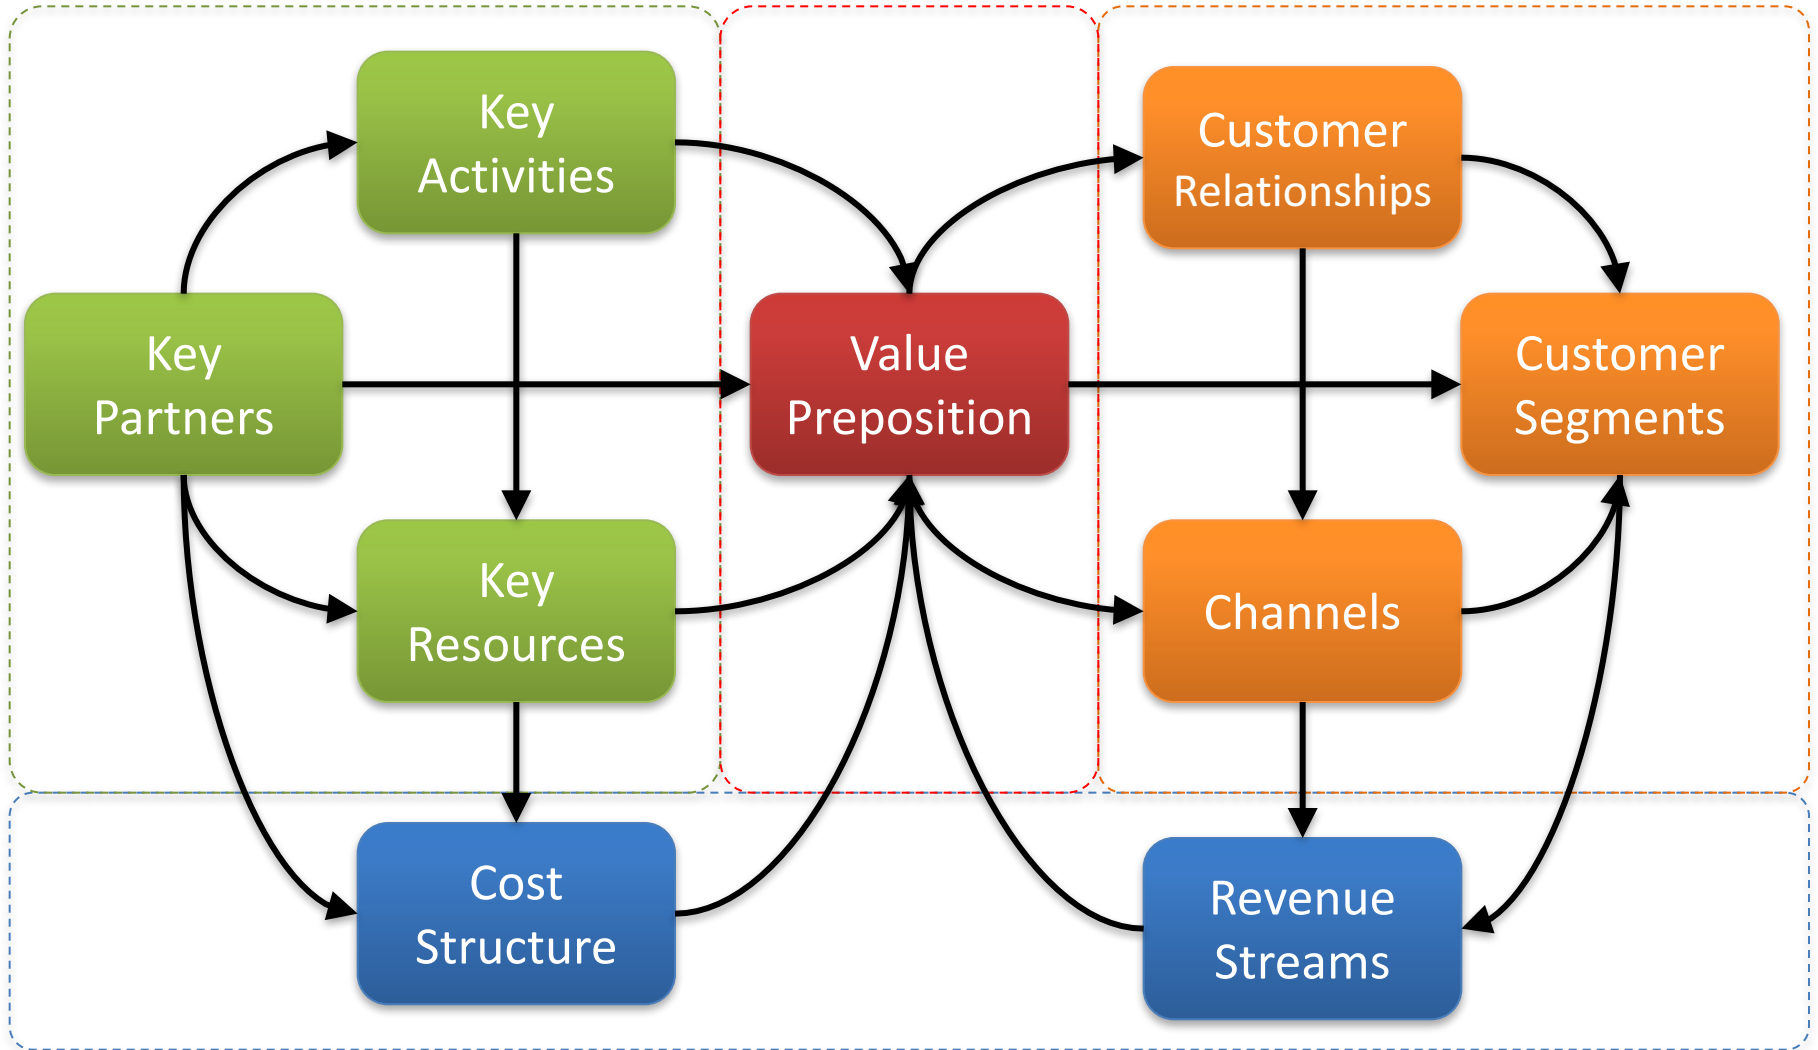 Key
Activities
Customer
Relationships
Key
Partners
Value
Preposition
Customer
Segments
Key
Resources
Channels
Cost
Structure
Revenue
Streams